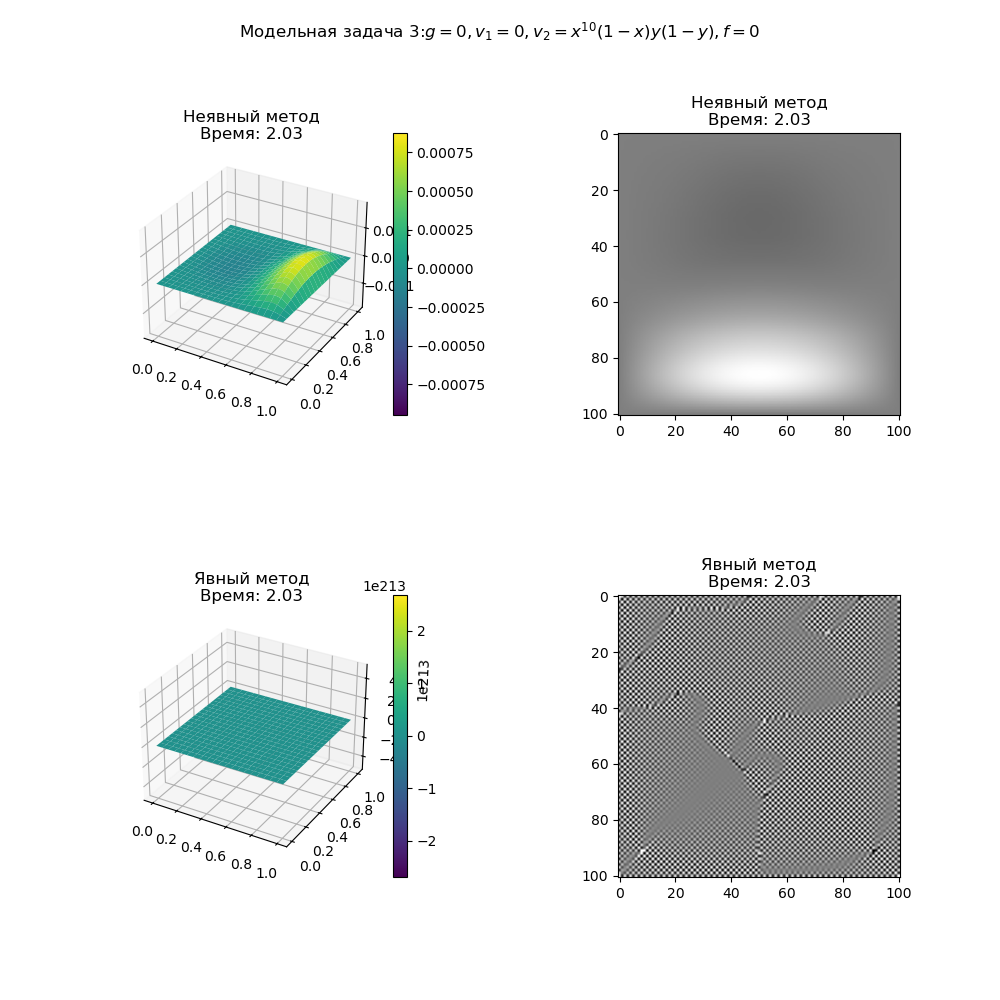 Модельная задача 3:g = 0, v₁ = 0, v₂ = x¹⁰(1 − x)y(1 − y), f = 0
Неявный метод
Время: 2.03
0.00075
0.00050
0.00025
0.00000
−0.00025
−0.00050
−0.00075
0.0 0.2 0.4 0.6 0.8 1.0
0.0 0.2 0.4 0.6 0.8 1.0
Неявный метод
Время: 2.03
0
20
40
60
80
100
0 20 40 60 80 100
Явный метод
Время: 2.03
1e213
2
1e213
0
−1
−2
0.0 0.2 0.4 0.6 0.8 1.0
0.0 0.2 0.4 0.6 0.8 1.0
Явный метод
Время: 2.03
0
20
40
60
80
100
0 20 40 60 80 100